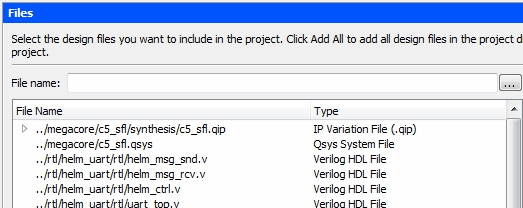 Files
Select the design files you want to include in the project. Click Add All to add all design files in the project d
project.
File name:
...
File Name Type
../megacore/c5_sfl/synthesis/c5_sfl.qip IP Variation File (.qip)
../megacore/c5_sfl.qsys Qsys System File
../rtl/helm_uart/rtl/helm_msg_snd.v Verilog HDL File
../rtl/helm_uart/rtl/helm_msg_rcv.v Verilog HDL File
../rtl/helm_uart/rtl/helm_ctrl.v Verilog HDL File
../rtl/helm_uart/rtl/uart_top.v Verilog HDL File